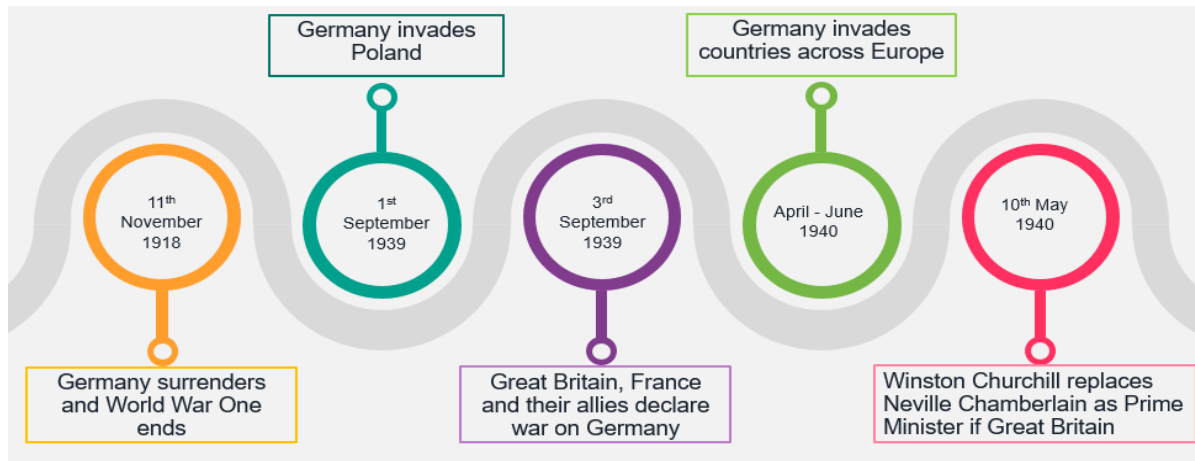 Germany invades
Poland
Germany invades
countries across Europe
11th
November
1918
1st
September
1939
3rd
September
1939
April - June
1940
10th May
1940
Germany surrenders
and World War One
ends
Great Britain, France
and their allies declare
war on Germany
Winston Churchill replaces
Neville Chamberlain as Prime
Minister if Great Britain